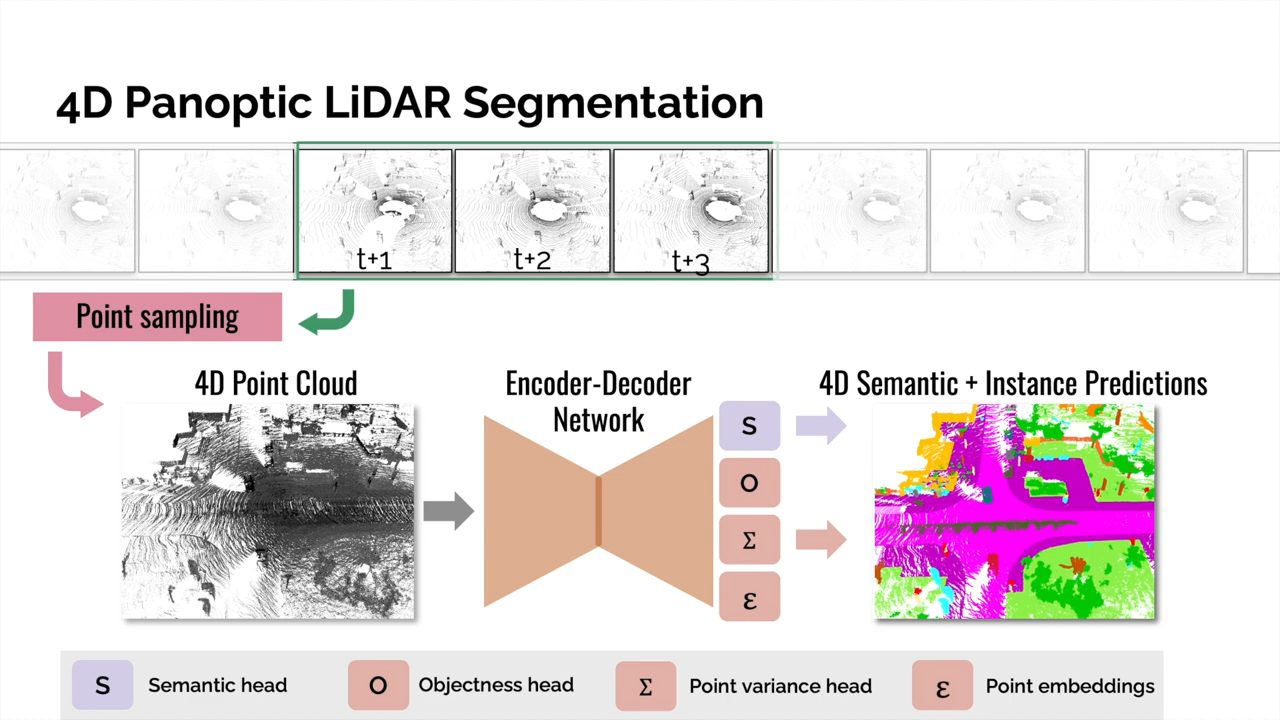 4D Panoptic LiDAR Segmentation
t+1
t+2
t+3
Point sampling
4D Point Cloud
Encoder-Decoder
Network
4D Semantic + Instance Predictions
S
O
Σ
ε
S Semantic head
O Objectness head
Σ Point variance head
ε Point embeddings